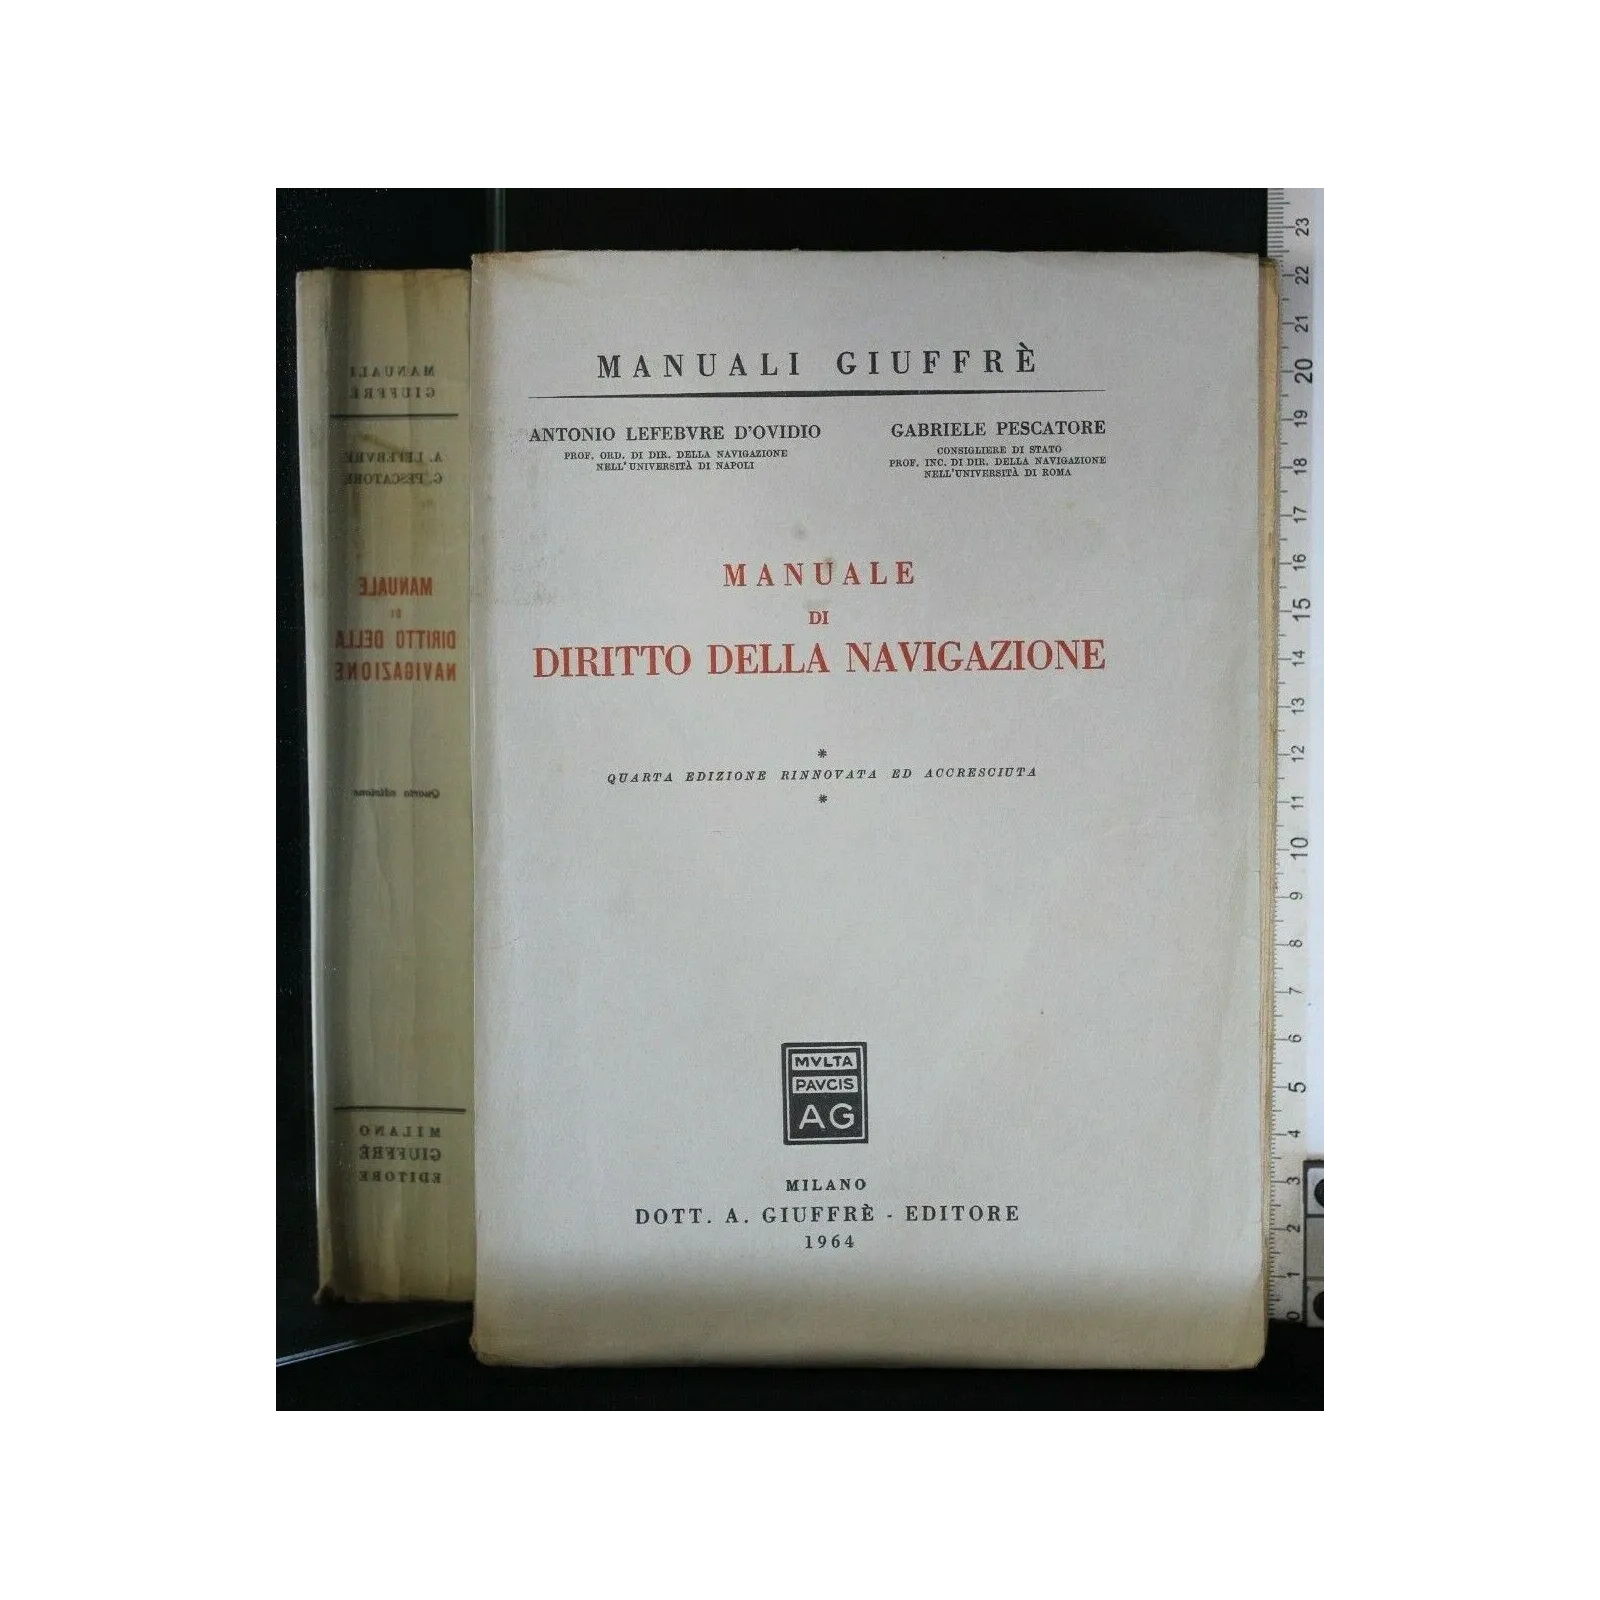 MANUALI GIUFFRÈ
ANTONIO LEFEBVRE D'OVIDIO
PROF. ORD. DI DIR. DELLA NAVIGAZIONE
NELL'UNIVERSITÀ DI NAPOLI
GABRIELE PESCATORE
CONSIGLIERE DI STATO
PROF. INC. DI DIR. DELLA NAVIGAZIONE
NELL'UNIVERSITÀ DI ROMA
MANUALE
DI
DIRITTO DELLA NAVIGAZIONE
*
QUARTA EDIZIONE RINNOVATA ED ACCRESCIUTA
*
MVLTA
PAVCIS
AG
MILANO
DOTT. A. GIUFFRÈ - EDITORE
1964
MANUALI
GIUFFRÈ
A. LEFEBVRE
G. PESCATORE
MANUALE
DI
DIRITTO DELLA
NAVIGAZIONE
Quarta edizione
MILANO
GIUFFRÈ
EDITORE
23
22
21
20
19
18
17
16
15
14
13
12
11
10
9
8
7
6
5
4
3
2
1
0